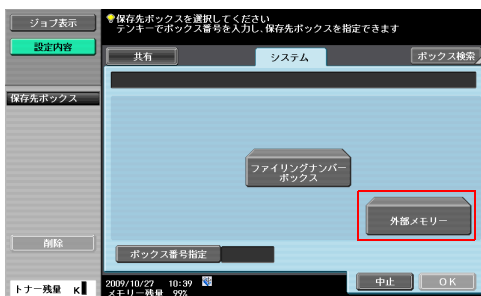 ジョブ表示
設定内容
保存先ボックス
削除
トナー残量 K
保存先ボックスを選択してください
テンキーでボックス番号を入力し、保存先ボックスを指定できます
共有
システム
ボックス検索
ファイリングナンバー
ボックス
外部メモリー
ボックス番号指定
2009/10/27 10:39
メモリー残量 99%
中止
OK